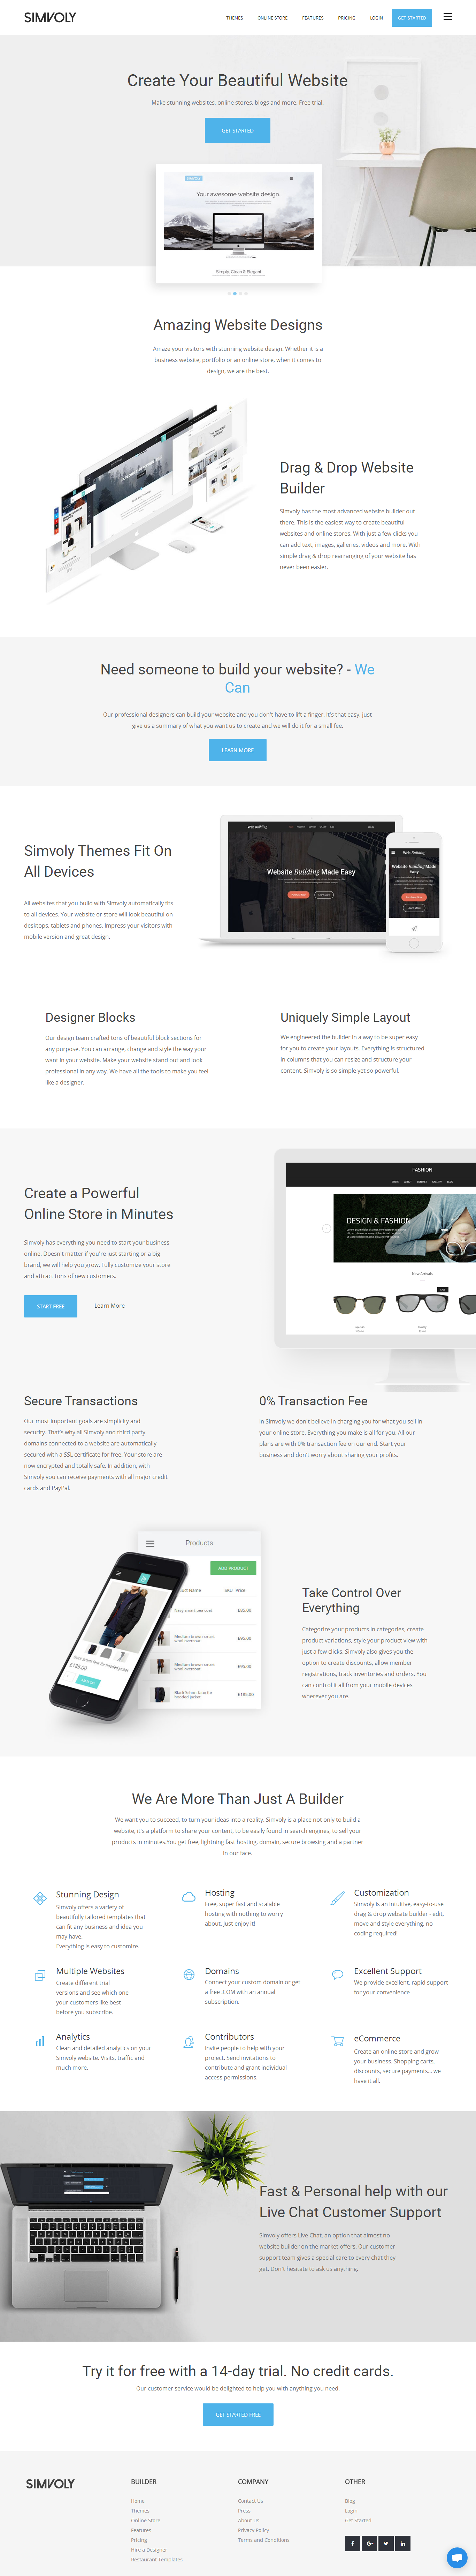 SIMVOLY
THEMES
ONLINE STORE
FEATURES
PRICING
LOGIN
GET STARTED
Create Your Beautiful Website
Make stunning websites, online stores, blogs and more. Free trial.
GET STARTED
Your awesome website design.
Simply, Clean & Elegant
Amazing Website Designs
Amaze your visitors with stunning website design. Whether it is a
business website, portfolio or an online store, when it comes to
design, we are the best.
Drag & Drop Website
Builder
Simvoly has the most advanced website builder out
there. This is the easiest way to create beautiful
websites and online stores. With just a few clicks you
can add text, images, galleries, videos and more. With
simple drag & drop rearranging of your website has
never been easier.
Need someone to build your website? - We
Can
Our professional designers can build your website and you don't have to lift a finger. It's that easy, just
give us a summary of what you want us to create and we will do it for a small fee.
LEARN MORE
Simvoly Themes Fit On
All Devices
All websites that you build with Simvoly automatically fits
to all devices. Your website or store will look beautiful on
desktops, tablets and phones. Impress your visitors with
mobile version and great design.
Web Building
Website Building Made Easy
Web Building
Website Building Made
Easy
Designer Blocks
Our design team crafted tons of beautiful block sections for
any purpose. You can arrange, change and style the way your
want in your website. Make your website stand out and look
professional in any way. We have all the tools to make you feel
like a designer.
Uniquely Simple Layout
We engineered the builder in a way to be super easy
for you to create your layouts. Everything is structured
in columns that you can resize and structure your
content. Simvoly is so simple yet so powerful.
Create a Powerful
Online Store in Minutes
Simvoly has everything you need to start your business
online. Doesn't matter if you're just starting or a big
brand, we will help you grow. Fully customize your store
and attract tons of new customers.
START FREE
Learn More
FASHION
DESIGN & FASHION
New Arrivals
Secure Transactions
Our most important goals are simplicity and
security. That's why all Simvoly and third party
domains connected to a website are automatically
secured with a SSL certificate for free. Your store are
now encrypted and totally safe. In addition, with
Simvoly you can receive payments with all major credit
cards and PayPal.
0% Transaction Fee
In Simvoly we don't believe in charging you for what you sell in
your online store. Everything you make is all for you. All our
plans are with 0% transaction fee on our end. Start your
business and don't worry about sharing your profits.
Products
ADD PRODUCT
SKU Price
Navy smart pea coat £85.00
Medium brown smart
wool overcoat £95.00
Medium brown smart
wool overcoat £95.00
Black School faux fur
hooded jacket £185.00
£185.00
Take Control Over
Everything
Categorize your products in categories, create
product variations, style your product view with
just a few clicks. Simvoly also gives you the
option to create discounts, allow member
registrations, track inventories and orders. You
can control it all from your mobile devices
wherever you are.
We Are More Than Just A Builder
We want you to succeed, to turn your ideas into a reality. Simvoly is a place not only to build a
website, it's a platform to share your content, to be easily found in search engines, to sell your
products in minutes.You get free, lightning fast hosting, domain, secure browsing and a partner
in our face.
Stunning Design
Simvoly offers a variety of
beautifully tailored templates that
can fit any business and idea you
may have.
Everything is easy to customize.
Hosting
Free, super fast and scalable
hosting with nothing to worry
about. Just enjoy it!
Customization
Simvoly is an intuitive, easy-to-use
drag & drop website builder - edit,
move and style everything, no
coding required!
Multiple Websites
Create different trial
versions and see which one
your customers like best
before you subscribe.
Domains
Connect your custom domain or get
a free .COM with an annual
subscription.
Excellent Support
We provide excellent, rapid support
for your convenience
Analytics
Clean and detailed analytics on your
Simvoly website. Visits, traffic and
much more.
Contributors
Invite people to help with your
project. Send invitations to
contribute and grant individual
access permissions.
eCommerce
Create an online store and grow
your business. Shopping carts,
discounts, secure payments... we
have it all.
Fast & Personal help with our
Live Chat Customer Support
Simvoly offers Live Chat, an option that almost no
website builder on the market offers. Our customer
support team gives a special care to every chat they
get. Don't hesitate to ask us anything.
Try it for free with a 14-day trial. No credit cards.
Our customer service would be delighted to help you with anything you need.
GET STARTED FREE
SIMVOLY
BUILDER
Home
Themes
Online Store
Features
Pricing
Hire a Designer
Restaurant Templates
COMPANY
Contact Us
Press
About Us
Privacy Policy
Terms and Conditions
OTHER
Blog
Login
Get Started